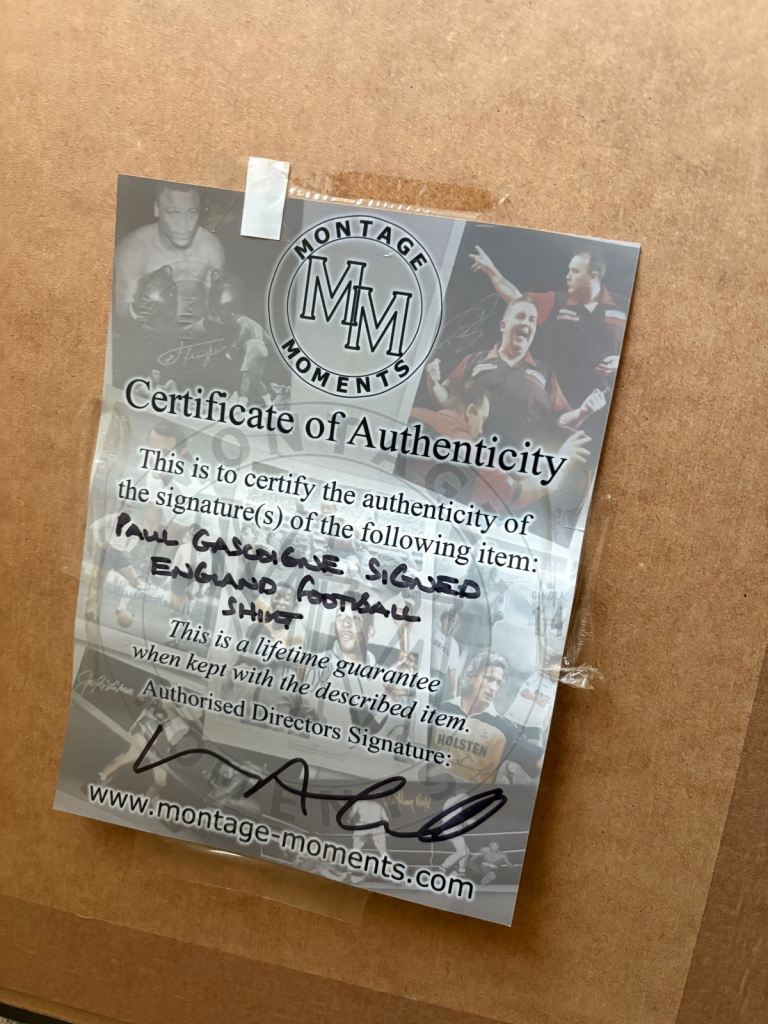 MONTAGE
MM
MOMENTS
Certificate of Authenticity
This is to certify the authenticity of
the signature(s) of the following item:
PAUL GASCOIGNE SIGNED
ENGLAND FOOTBALL
SHIRT
This is a lifetime guarantee
when kept with the described item.
Authorised Directors Signature:
HOLSTEN
www.montage-moments.com